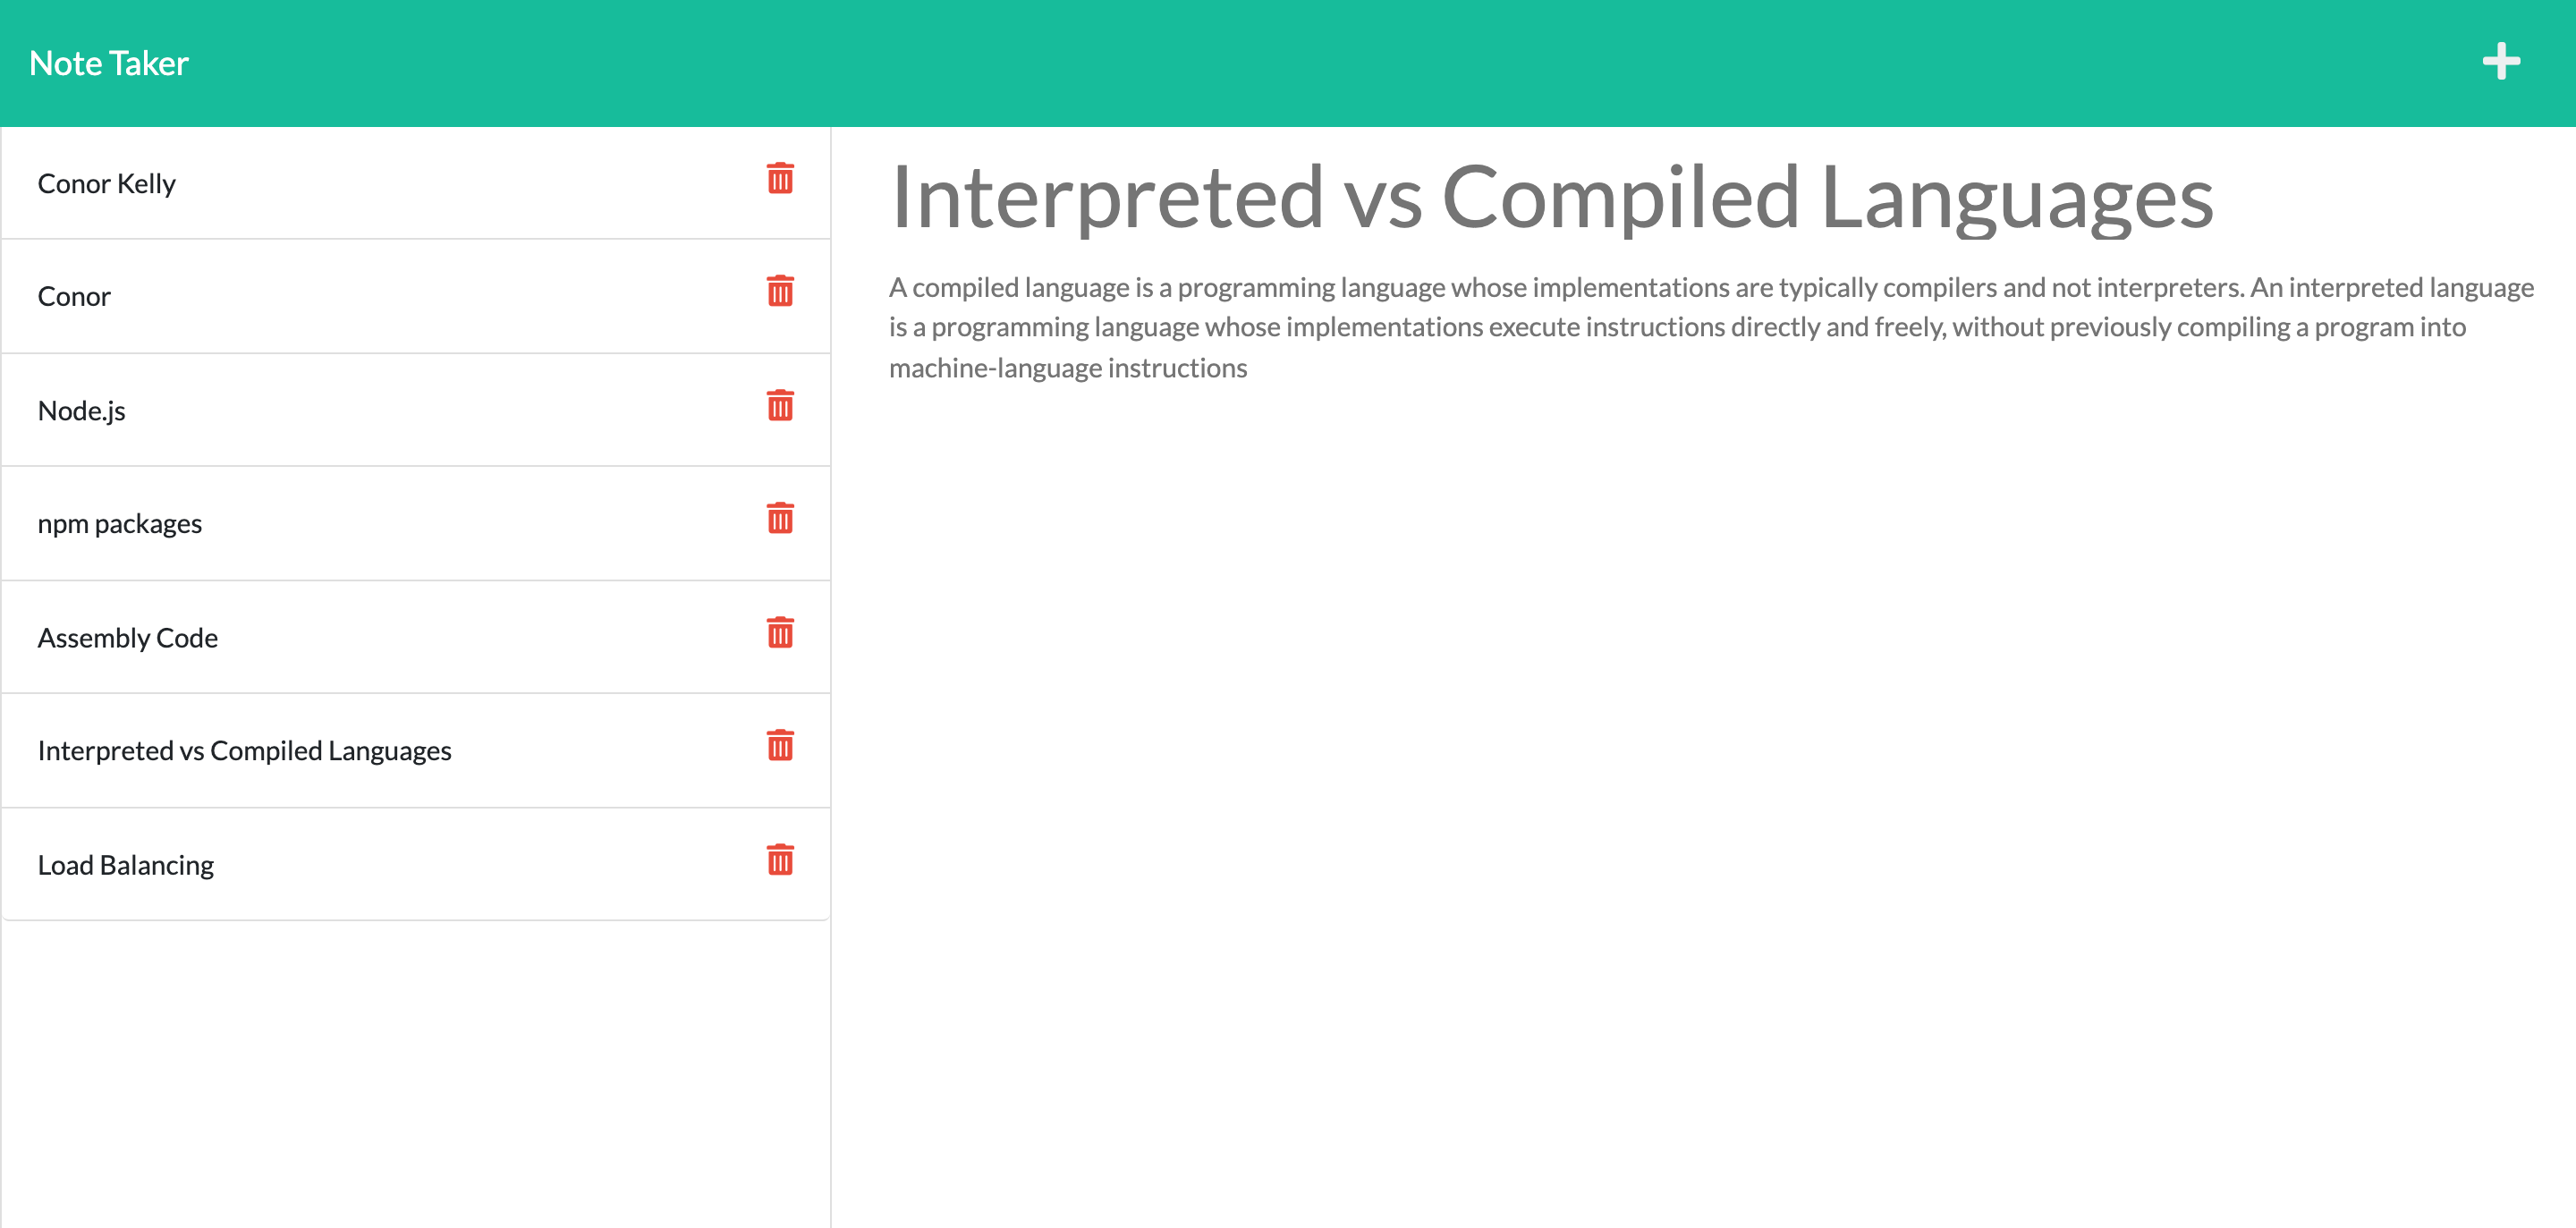 Note Taker
Conor Kelly
Conor
Node.js
npm packages
Assembly Code
Interpreted vs Compiled Languages
Load Balancing
Interpreted vs Compiled Languages
A compiled language is a programming language whose implementations are typically compilers and not interpreters. An interpreted language
is a programming language whose implementations execute instructions directly and freely, without previously compiling a program into
machine-language instructions